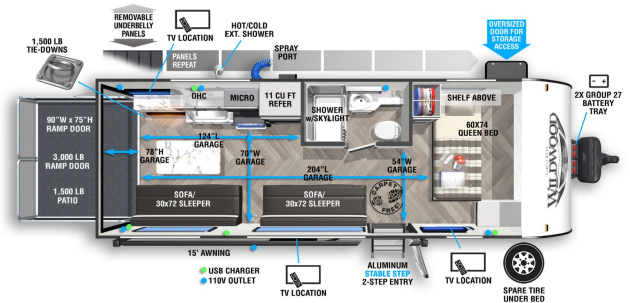 REMOVABLE
UNDERBELLY
PANELS
TV LOCATION
HOT/COLD
EXT. SHOWER
OVERSIZED
DOOR FOR
STORAGE
ACCESS
1,500 LB
TIE-DOWNS
PANELS
REPEAT
SPRAY
PORT
2X GROUP 27
BATTERY
TRAY
OHC
MICRO
11 CU FT
REFER
SHOWER
w/SKYLIGHT
SHELF ABOVE
60X74
QUEEN BED
90"W x 75"H
RAMP DOOR
3,000 LB
RAMP DOOR
1,500 LB
PATIO
124"L
GARAGE
78"H
GARAGE
70"W
GARAGE
204"L
GARAGE
54"W
GARAGE
WILDWOOD
CARPET
FREE!
SOFA/
30x72 SLEEPER
SOFA/
30x72 SLEEPER
15' AWNING
USB CHARGER
110V OUTLET
TV LOCATION
ALUMINUM
STABLE STEP
2-STEP ENTRY
TV LOCATION
SPARE TIRE
UNDER BED